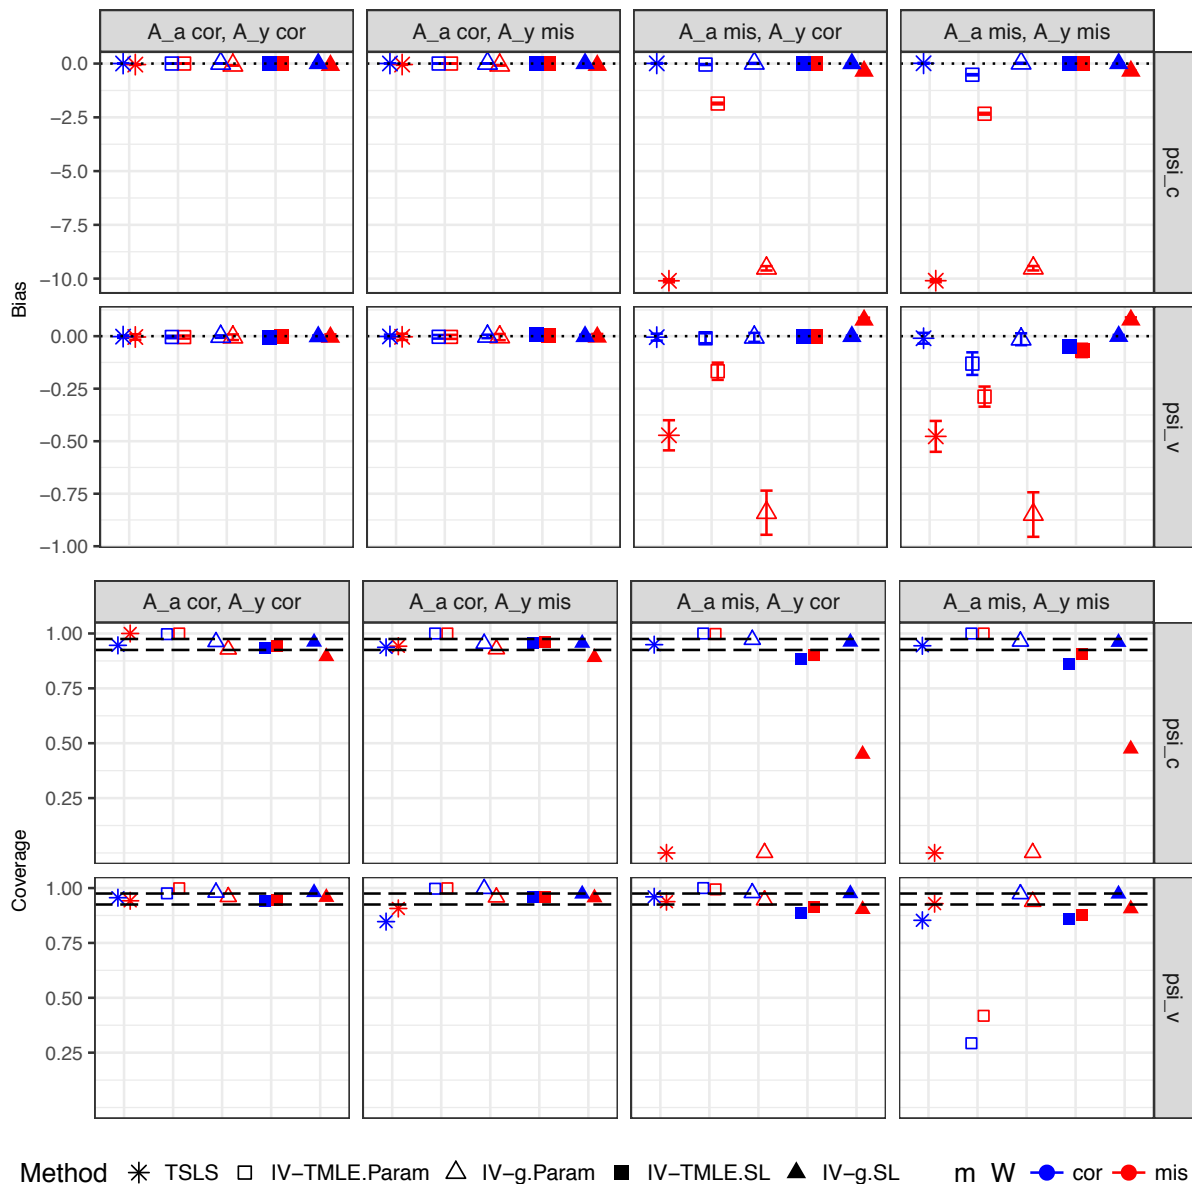 A_a cor, A_y cor
A_a cor, A_y mis
A_a mis, A_y cor
A_a mis, A_y mis
0.0
−2.5
−5.0
−7.5
−10.0
psi_c
Bias
0.00
−0.25
−0.50
−0.75
−1.00
psi_v
A_a cor, A_y cor
A_a cor, A_y mis
A_a mis, A_y cor
A_a mis, A_y mis
1.00
0.75
0.50
0.25
psi_c
Coverage
1.00
0.75
0.50
0.25
psi_v
Method TSLS IV−TMLE.Param IV−g.Param IV−TMLE.SL IV−g.SL m W cor mis